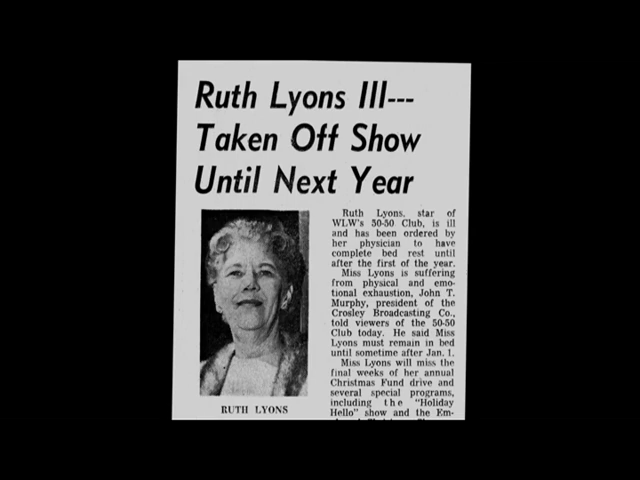 Ruth Lyons Ill---
Taken Off Show
Until Next Year
Ruth Lyons, star of
WLW's 50-50 Club, is ill
and has been ordered by
her physician to have
complete bed rest until
after the first of the year.
Miss Lyons is suffering
from physical and emo-
tional exhaustion, John T.
Murphy, president of the
Crosley Broadcasting Co.,
told viewers of the 50-50
Club today. He said Miss
Lyons must remain in bed
until sometime after Jan. 1.
Miss Lyons will miss the
final weeks of her annual
Christmas Fund drive and
several special programs,
including the "Holiday
Hello" show and the Em-
RUTH LYONS